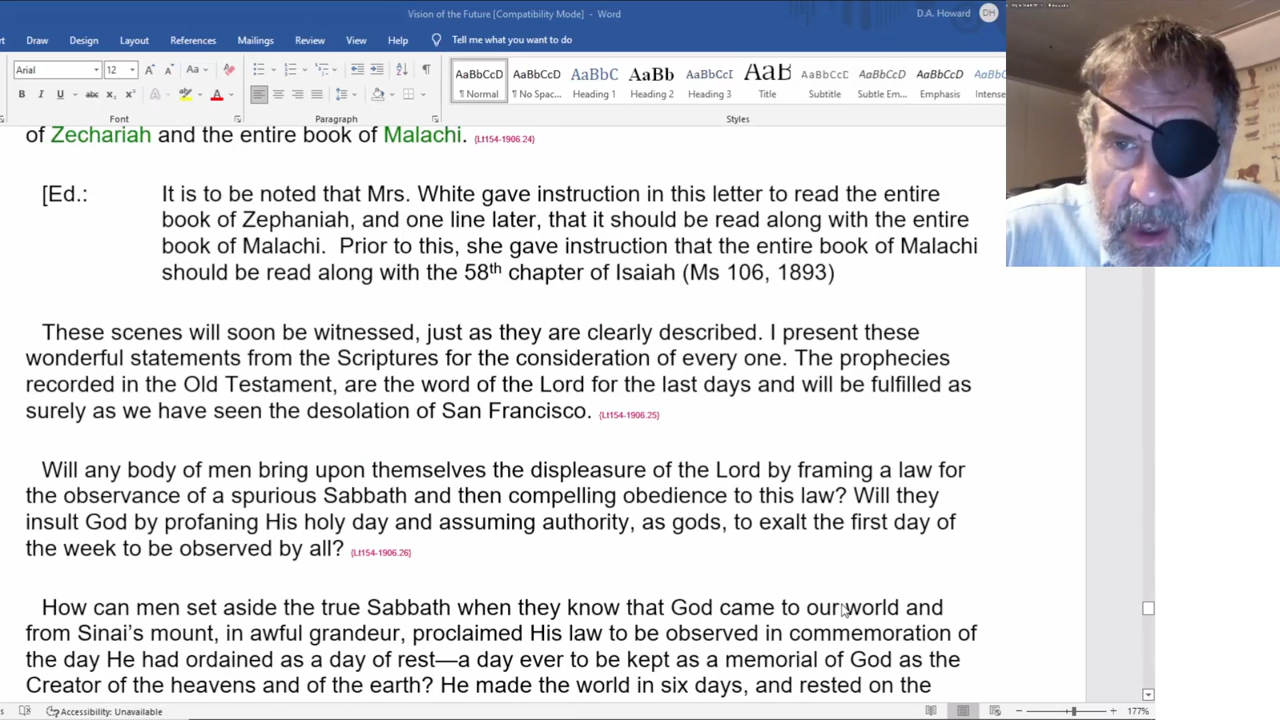 Vision of the Future [Compatibility Mode] - Word
D.A. Howard DH
Draw Design Layout References Mailings Review View Help Tell me what you want to do
Arial 12 Aa
AaBbCcD AaBbCcD AaBbC AaBb AaBbCcI AaB AaBbCcD AaBbCcD AaBbCcD
¶ Normal ¶ No Spac... Heading 1 Heading 2 Heading 3 Title Subtitle Subtle Em... Emphasis Intense
B I U abc X₂ X² A A
Font Paragraph Styles
of Zechariah and the entire book of Malachi. {Lt154-1906.24}
[Ed.: It is to be noted that Mrs. White gave instruction in this letter to read the entire
book of Zephaniah, and one line later, that it should be read along with the entire
book of Malachi. Prior to this, she gave instruction that the entire book of Malachi
should be read along with the 58th chapter of Isaiah (Ms 106, 1893)
These scenes will soon be witnessed, just as they are clearly described. I present these
wonderful statements from the Scriptures for the consideration of every one. The prophecies
recorded in the Old Testament, are the word of the Lord for the last days and will be fulfilled as
surely as we have seen the desolation of San Francisco. {Lt154-1906.25}
Will any body of men bring upon themselves the displeasure of the Lord by framing a law for
the observance of a spurious Sabbath and then compelling obedience to this law? Will they
insult God by profaning His holy day and assuming authority, as gods, to exalt the first day of
the week to be observed by all? {Lt154-1906.26}
How can men set aside the true Sabbath when they know that God came to our world and
from Sinai's mount, in awful grandeur, proclaimed His law to be observed in commemoration of
the day He had ordained as a day of rest—a day ever to be kept as a memorial of God as the
Creator of the heavens and of the earth? He made the world in six days, and rested on the
Accessibility: Unavailable
177%